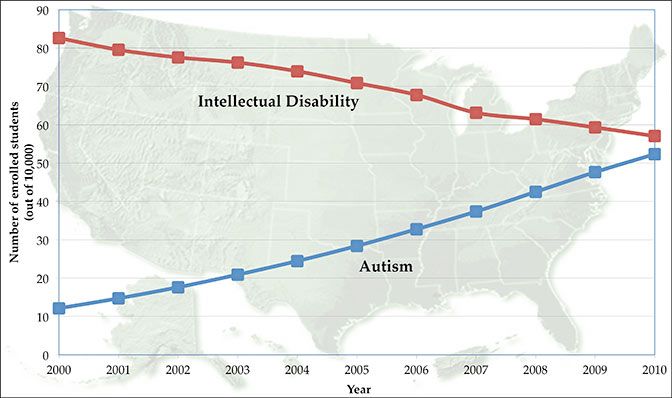 90
80
70
60
50
40
30
20
10
0
Number of enrolled students
(out of 10,000)
Intellectual Disability
Autism
2000 2001 2002 2003 2004 2005 2006 2007 2008 2009 2010
Year